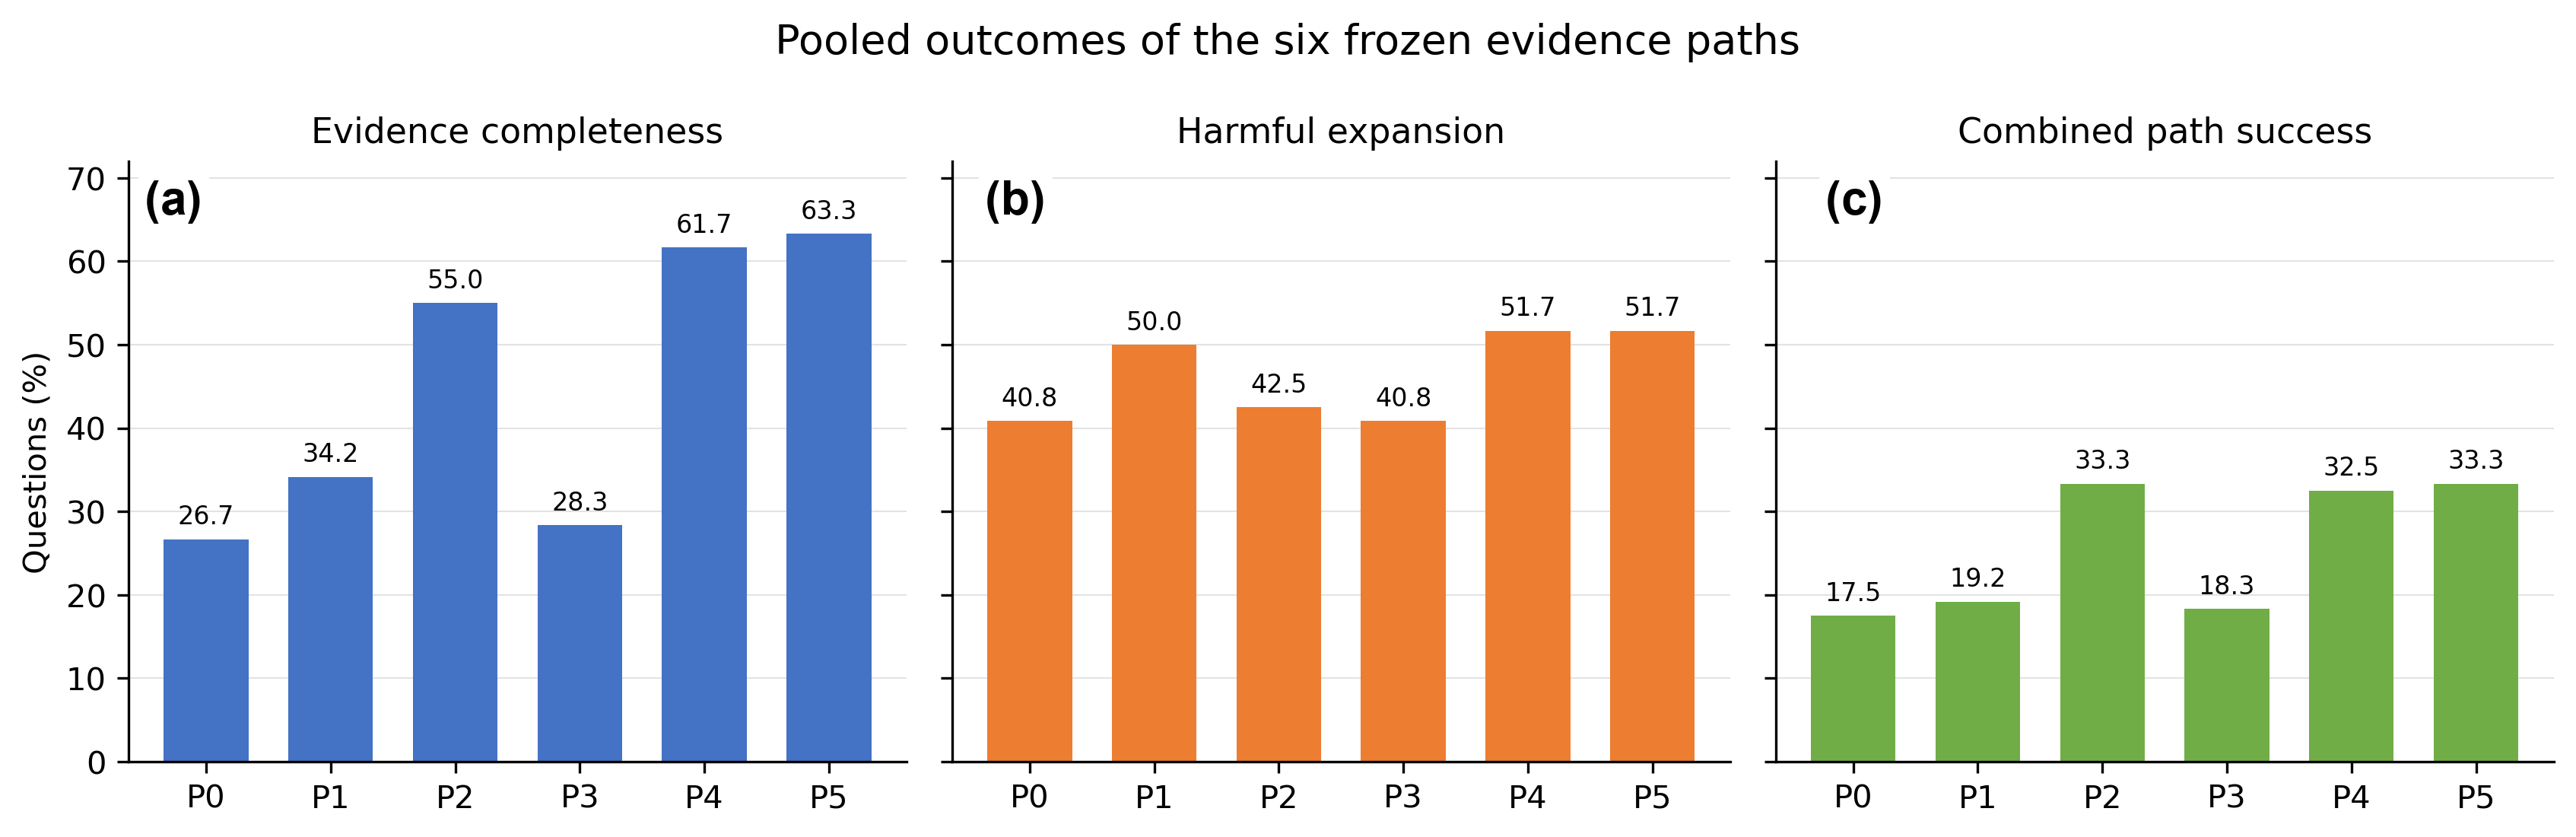 Pooled outcomes of the six frozen evidence paths
Evidence completeness
(a)
Questions (%)
70
60
50
40
30
20
10
0
26.7
34.2
55.0
28.3
61.7
63.3
P0 P1 P2 P3 P4 P5
Harmful expansion
(b)
40.8
50.0
42.5
40.8
51.7
51.7
P0 P1 P2 P3 P4 P5
Combined path success
(c)
17.5
19.2
33.3
18.3
32.5
33.3
P0 P1 P2 P3 P4 P5